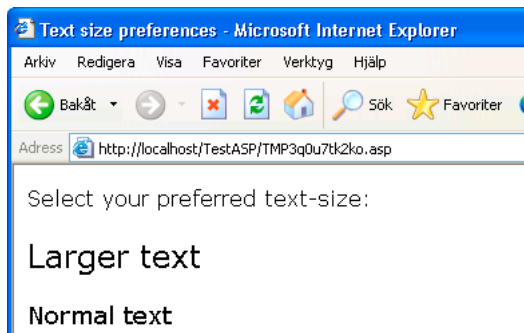 Text size preferences - Microsoft Internet Explorer
Arkiv Redigera Visa Favoriter Verktyg Hjälp
Bakåt Sök Favoriter
Adress http://localhost/TestASP/TMP3q0u7tk2ko.asp
Select your preferred text-size:
Larger text
Normal text